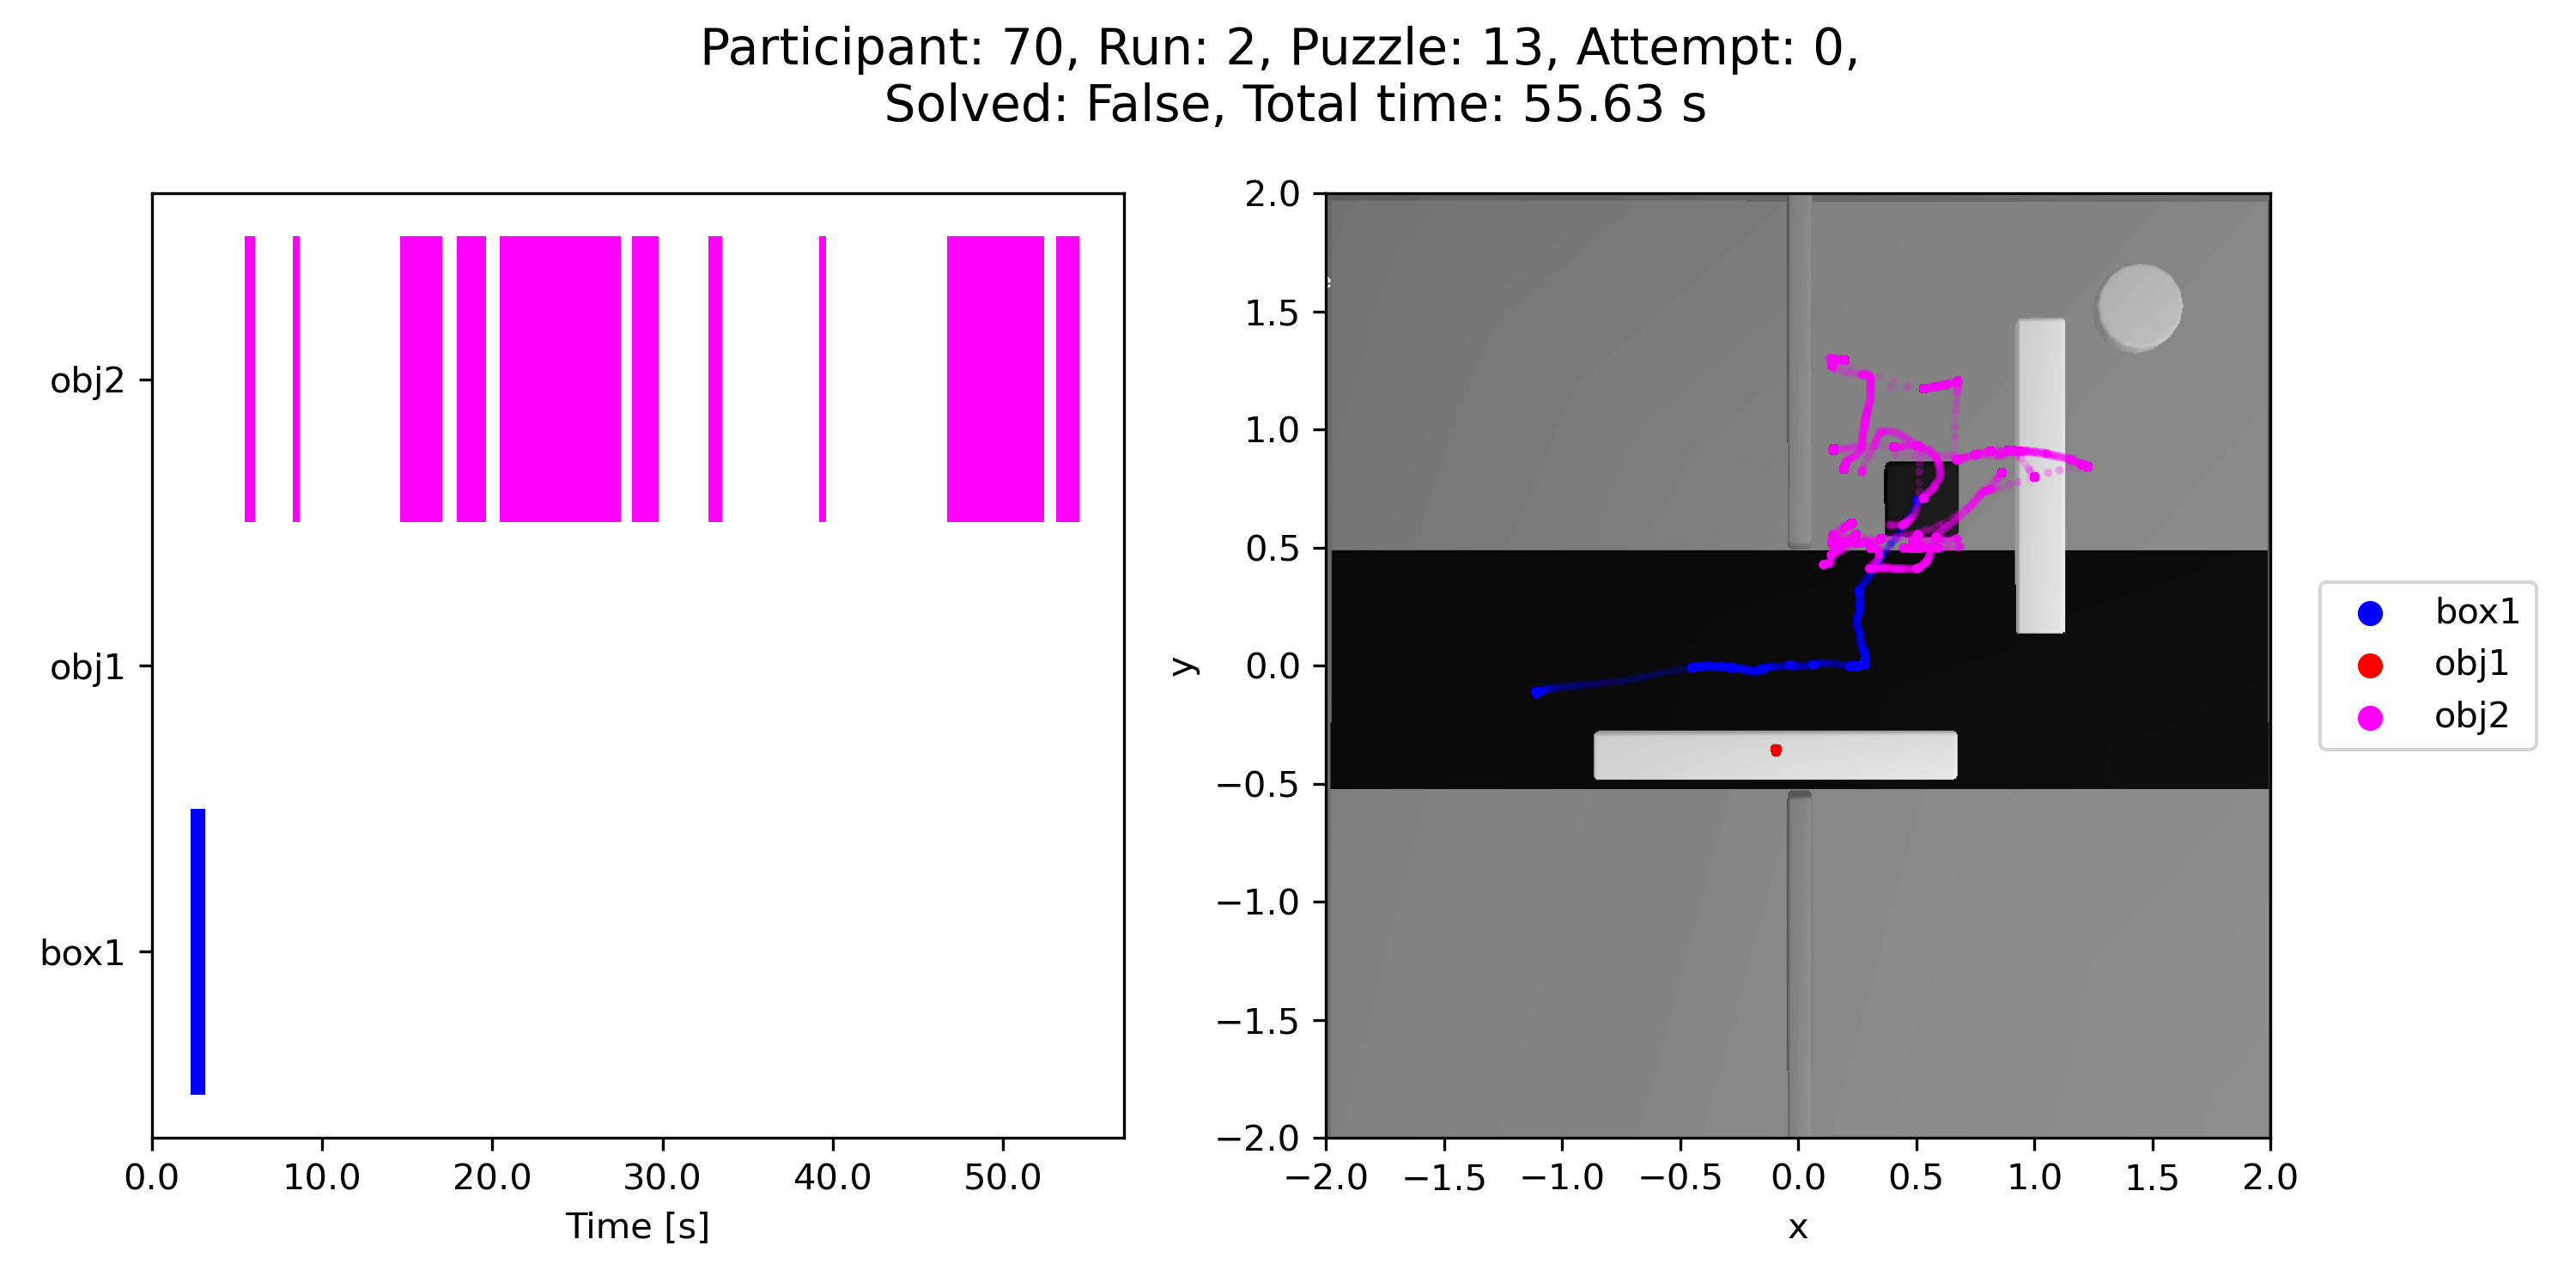 Participant: 70, Run: 2, Puzzle: 13, Attempt: 0,
Solved: False, Total time: 55.63 s
obj2
obj1
box1
0.0 10.0 20.0 30.0 40.0 50.0
Time [s]
2.0
1.5
1.0
0.5
0.0
−0.5
−1.0
−1.5
−2.0
y
−2.0 −1.5 −1.0 −0.5 0.0 0.5 1.0 1.5 2.0
x
box1
obj1
obj2